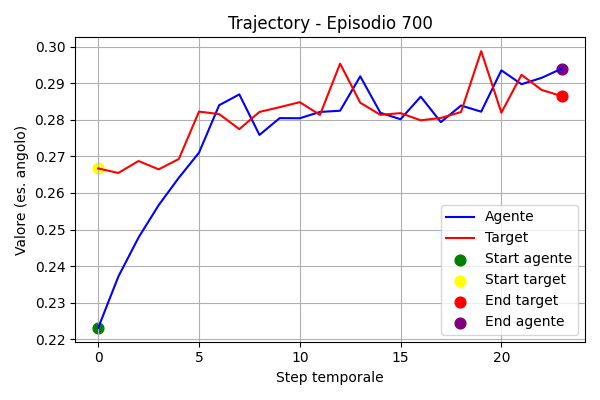 Trajectory - Episodio 700
Valore (es. angolo)
0.30
0.29
0.28
0.27
0.26
0.25
0.24
0.23
0.22
Agente
Target
Start agente
Start target
End target
End agente
0 5 10 15 20
Step temporale